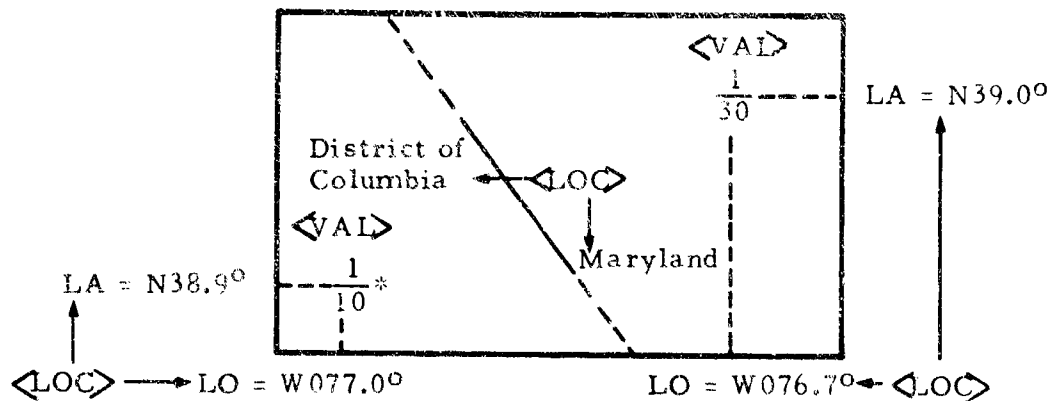 <VAL>
1
30
LA = N39.0°
District of
Columbia
<LOC>
<VAL>
Maryland
LA = N38.9°
1
10 *
<LOC>
LO = W077.0°
LO = W076.7°
<LOC>